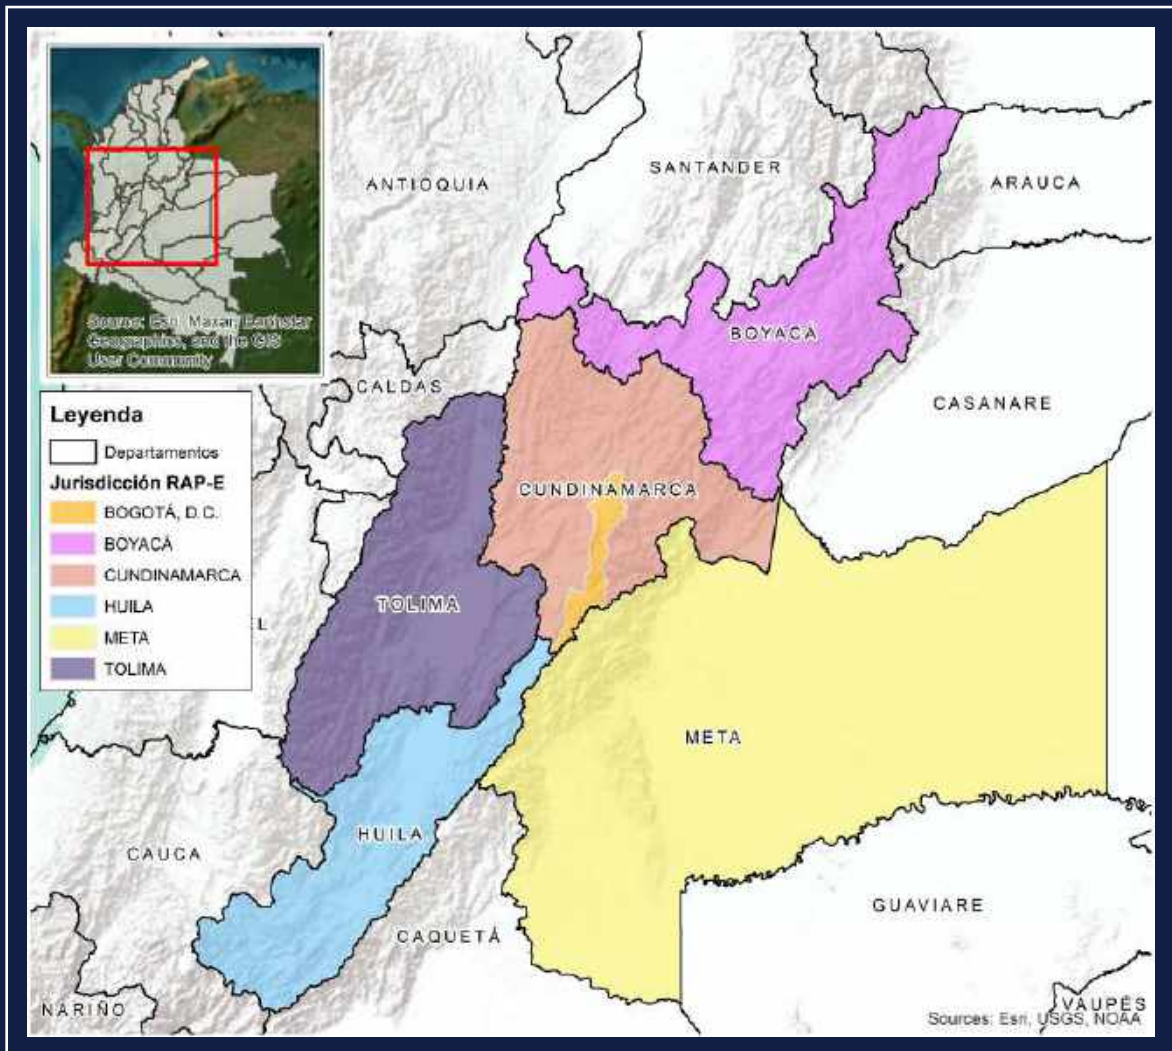 Source: Esri, Maxar, Earthstar
Geographics, and the GIS
User Community
ANTIOQUIA
SANTANDER
ARAUCA
BOYACÁ
CALDAS
CASANARE
Leyenda
Departamentos
Jurisdicción RAP-E
BOGOTÁ, D.C.
BOYACÁ
CUNDINAMARCA
HUILA
META
TOLIMA
CUNDINAMARCA
TOLIMA
EL
META
HUILA
CAUCA
GUAVIARE
CAQUETÁ
NARIÑO
VAUPÉS
Sources: Esri, USGS, NOAA